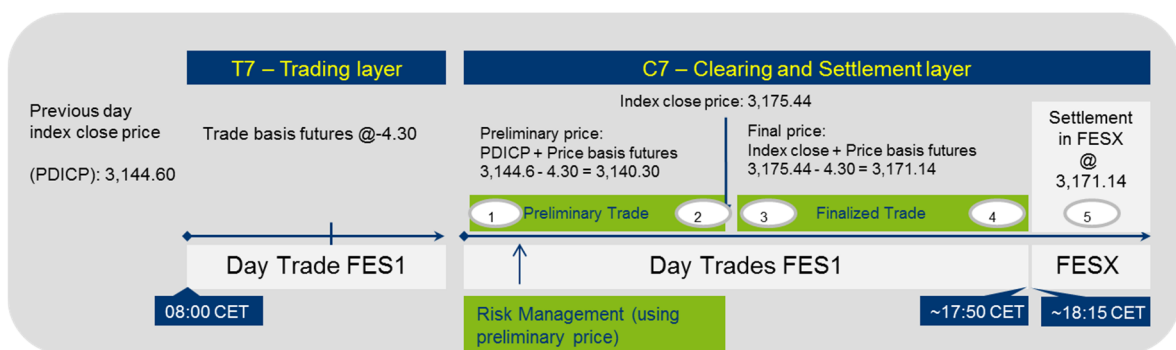 T7 – Trading layer
C7 – Clearing and Settlement layer
Previous day
index close price
(PDICP): 3,144.60
Trade basis futures @-4.30
Index close price: 3,175.44
Preliminary price:
PDICP + Price basis futures
3,144.6 - 4.30 = 3,140.30
Final price:
Index close + Price basis futures
3,175.44 -4.30 = 3,171.14
Settlement
in FESX
@
3,171.14
1 Preliminary Trade 2
3 Finalized Trade 4
5
Day Trade FES1
Day Trades FES1
FESX
08:00 CET
Risk Management (using
preliminary price)
~17:50 CET
~18:15 CET